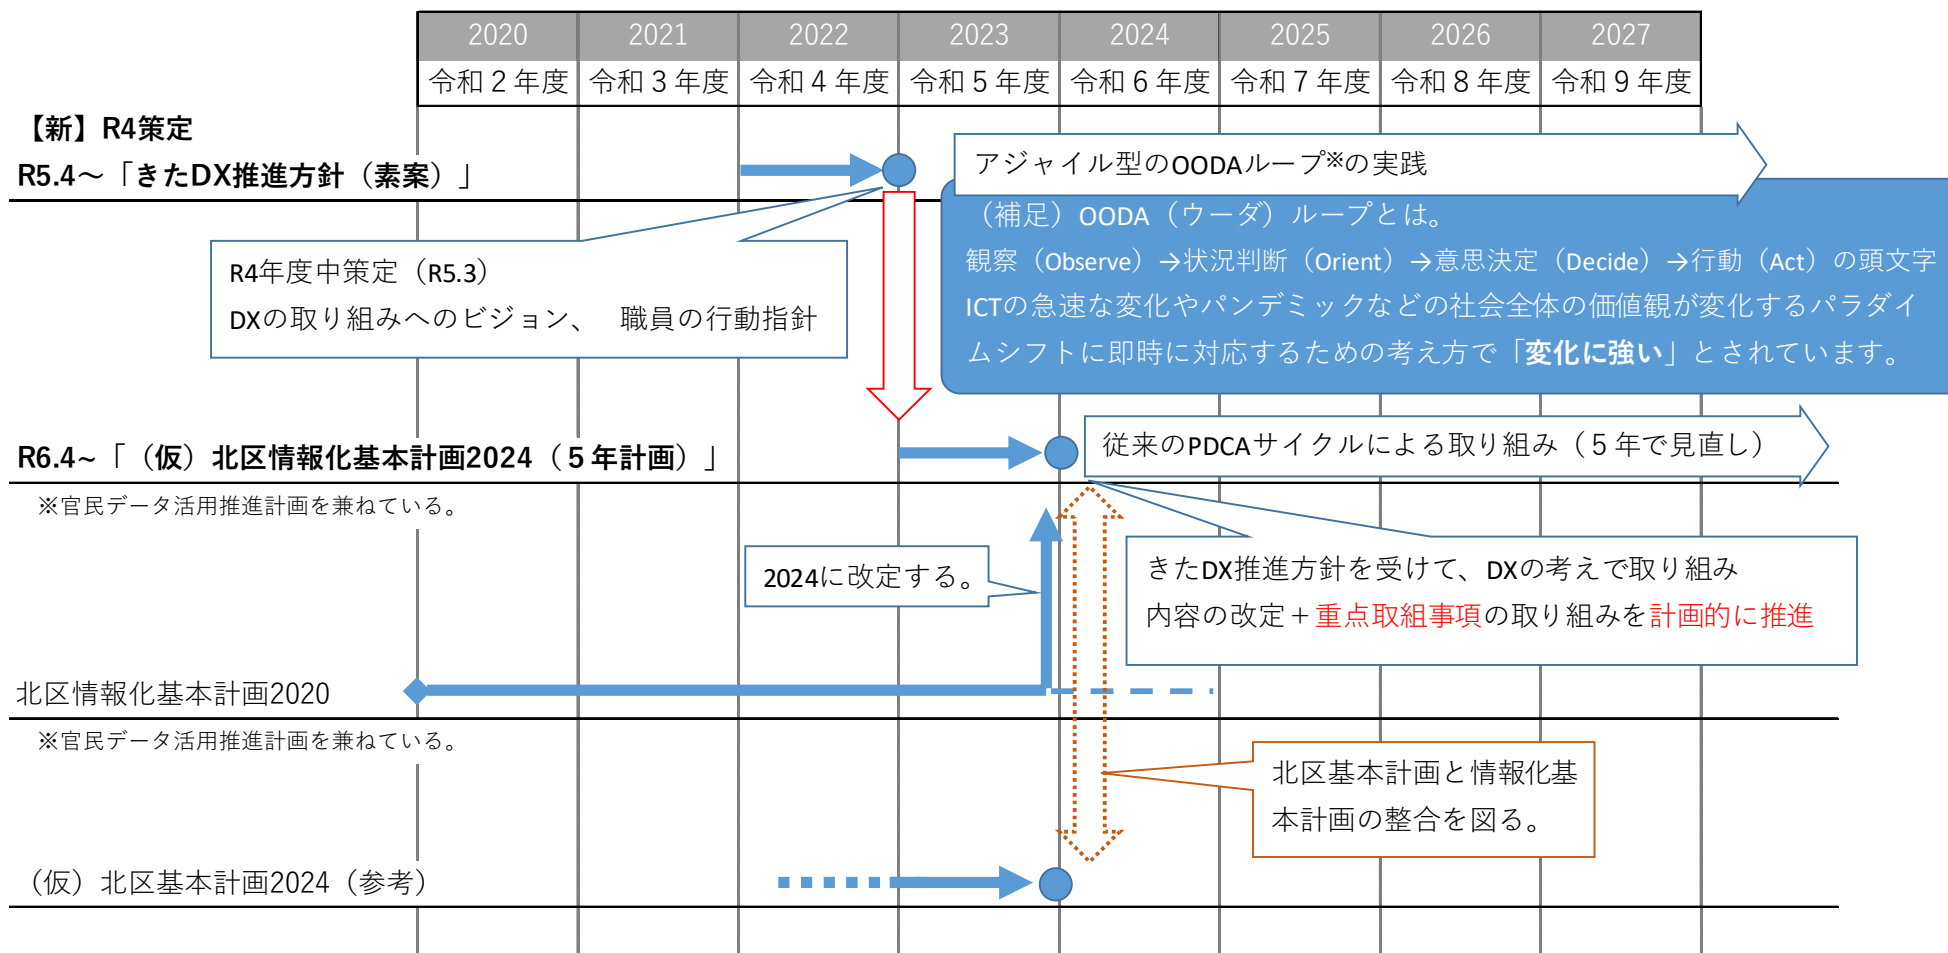 2020 2021 2022 2023 2024 2025 2026 2027
令和２年度 令和３年度 令和４年度 令和５年度 令和６年度 令和７年度 令和８年度 令和９年度
【新】R4策定
R5.4～「きたDX推進方針（素案）」
アジャイル型のOODAループ※の実践
（補足）OODA（ウーダ）ループとは。
観察（Observe）→状況判断（Orient）→意思決定（Decide）→行動（Act）の頭文字
ICTの急速な変化やパンデミックなどの社会全体の価値観が変化するパラダイ
ムシフトに即時に対応するための考え方で「変化に強い」とされています。
R4年度中策定（R5.3）
DXの取り組みへのビジョン、　職員の行動指針
R6.4~「（仮）北区情報化基本計画2024（５年計画）」
従来のPDCAサイクルによる取り組み（５年で見直し）
※官民データ活用推進計画を兼ねている。
2024に改定する。
きたDX推進方針を受けて、DXの考えで取り組み
内容の改定＋重点取組事項の取り組みを計画的に推進
北区情報化基本計画2020
※官民データ活用推進計画を兼ねている。
北区基本計画と情報化基
本計画の整合を図る。
（仮）北区基本計画2024（参考）